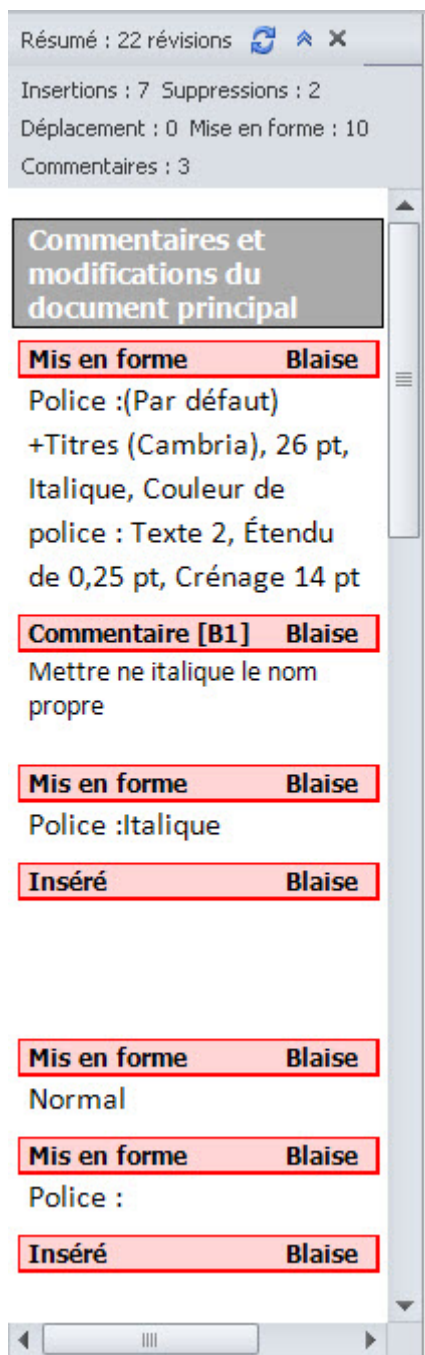 Résumé : 22 révisions
Insertions : 7 Suppressions : 2
Déplacement : 0 Mise en forme : 10
Commentaires : 3
Commentaires et
modifications du
document principal
Mis en forme Blaise
Police :(Par défaut)
+Titres (Cambria), 26 pt,
Italique, Couleur de
police : Texte 2, Étendu
de 0,25 pt, Crénage 14 pt
Commentaire [B1] Blaise
Mettre ne italique le nom
propre
Mis en forme Blaise
Police :Italique
Inséré Blaise
Mis en forme Blaise
Normal
Mis en forme Blaise
Police :
Inséré Blaise